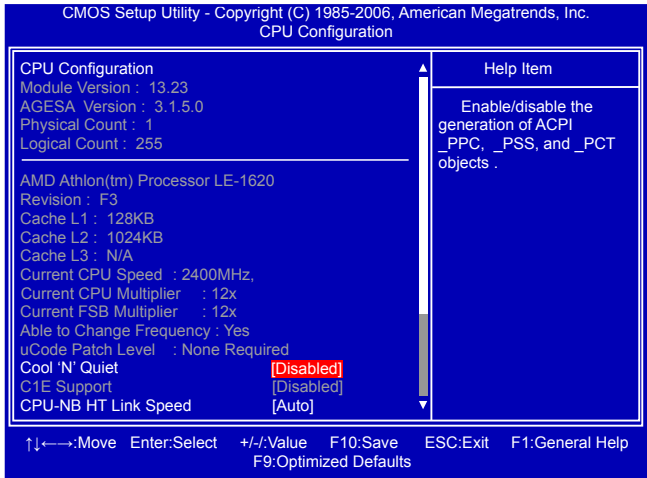 CMOS Setup Utility - Copyright (C) 1985-2006, American Megatrends, Inc.
CPU Configuration
CPU Configuration
Module Version : 13.23
AGESA Version : 3.1.5.0
Physical Count : 1
Logical Count : 255
AMD Athlon(tm) Processor LE-1620
Revision : F3
Cache L1 : 128KB
Cache L2 : 1024KB
Cache L3 : N/A
Current CPU Speed : 2400MHz,
Current CPU Multiplier : 12x
Current FSB Multiplier : 12x
Able to Change Frequency : Yes
uCode Patch Level : None Required
Cool ‘N’ Quiet [Disabled]
C1E Support [Disabled]
CPU-NB HT Link Speed [Auto]
Help Item
Enable/disable the
generation of ACPI
_PPC, _PSS, and _PCT
objects .
↑↓←→:Move Enter:Select +/-/:Value F10:Save ESC:Exit F1:General Help
F9:Optimized Defaults